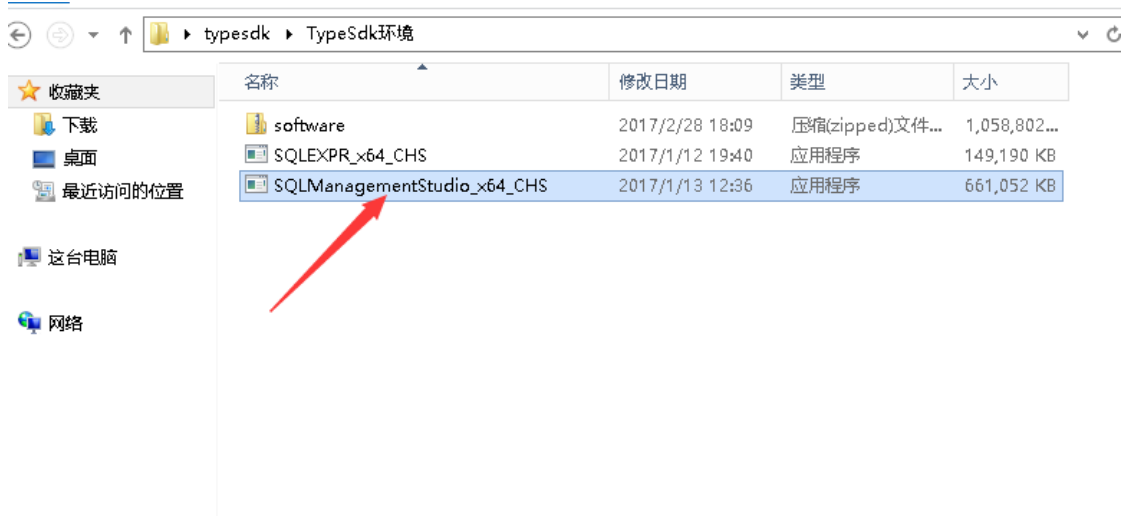 typesdk TypeSdk环境
收藏夹
下载
桌面
最近访问的位置
这台电脑
网络
名称 修改日期 类型 大小
software 2017/2/28 18:09 压缩(zipped)文件... 1,058,802...
SQLEXPR_x64_CHS 2017/1/12 19:40 应用程序 149,190 KB
SQLManagementStudio_x64_CHS 2017/1/13 12:36 应用程序 661,052 KB